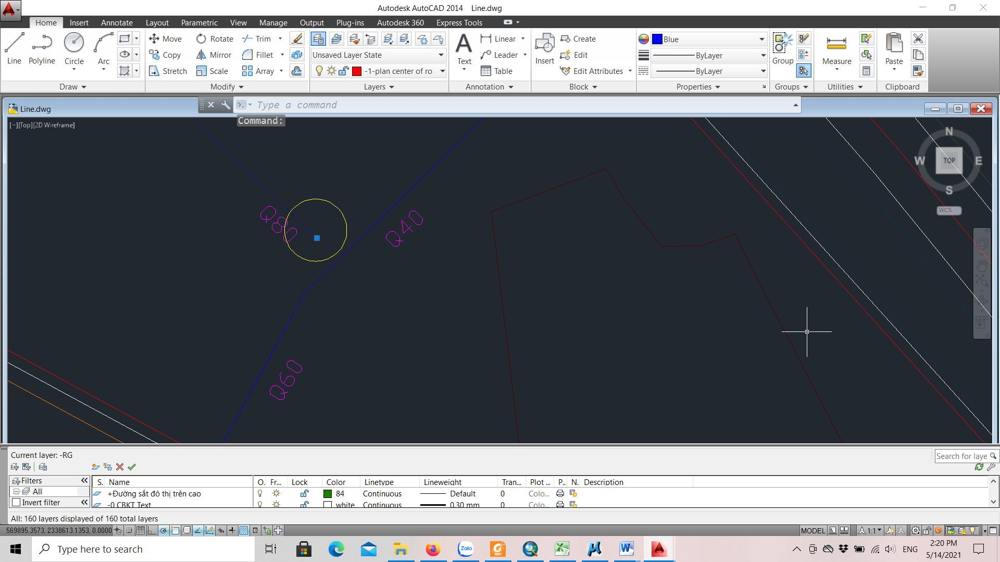 Autodesk AutoCAD 2014 Line.dwg
Home Insert Annotate Layout Parametric View Manage Output Plug-ins Autodesk 360 Express Tools
Line
Polyline
Circle
Arc
Move
Copy
Stretch
Rotate
Mirror
Scale
Trim
Fillet
Array
Unsaved Layer State
-1-plan center of ro
Text
Linear
Leader
Table
Insert
Create
Edit
Edit Attributes
Blue
ByLayer
ByLayer
Group
Measure
Paste
Draw Modify Layers Annotation Block Properties Groups Utilities Clipboard
Line.dwg
Type a command
Command:
[−][Top][2D Wireframe]
N
W TOP E
S
WCS
Q80
Q40
Q60
Current layer: -RG
Search for laye
Filters
All
Invert filter
S. Name O. Fr... Lock Color Linetype Lineweight Tran... Plot ... P.. N. Description
+Đường sắt đô thị trên cao 84 Continuous Default 0 Colo...
-0 CBKT Text white Continuous 0.30 mm 0 Colo...
All: 160 layers displayed of 160 total layers
569895.3573, 2338613.1353, 0.0000
MODEL
1:1
Type here to search
Zalo
PDF
ENG
2:20 PM
5/14/2021